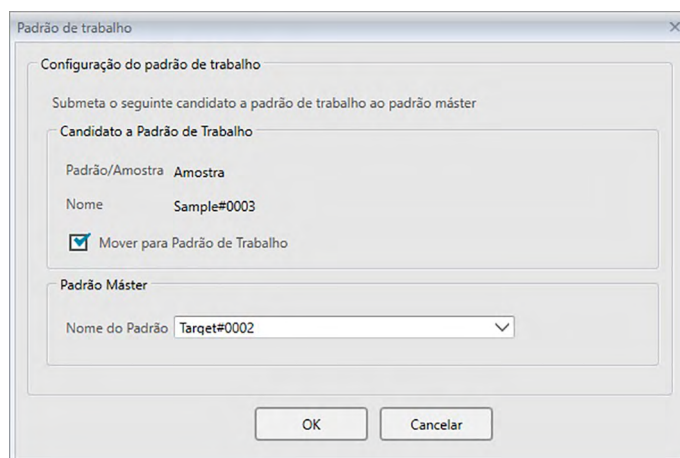 Padrão de trabalho
Configuração do padrão de trabalho
Submeta o seguinte candidato a padrão de trabalho ao padrão máster
Candidato a Padrão de Trabalho
Padrão/Amostra Amostra
Nome Sample#0003
Mover para Padrão de Trabalho
Padrão Máster
Nome do Padrão Target#0002
OK Cancelar